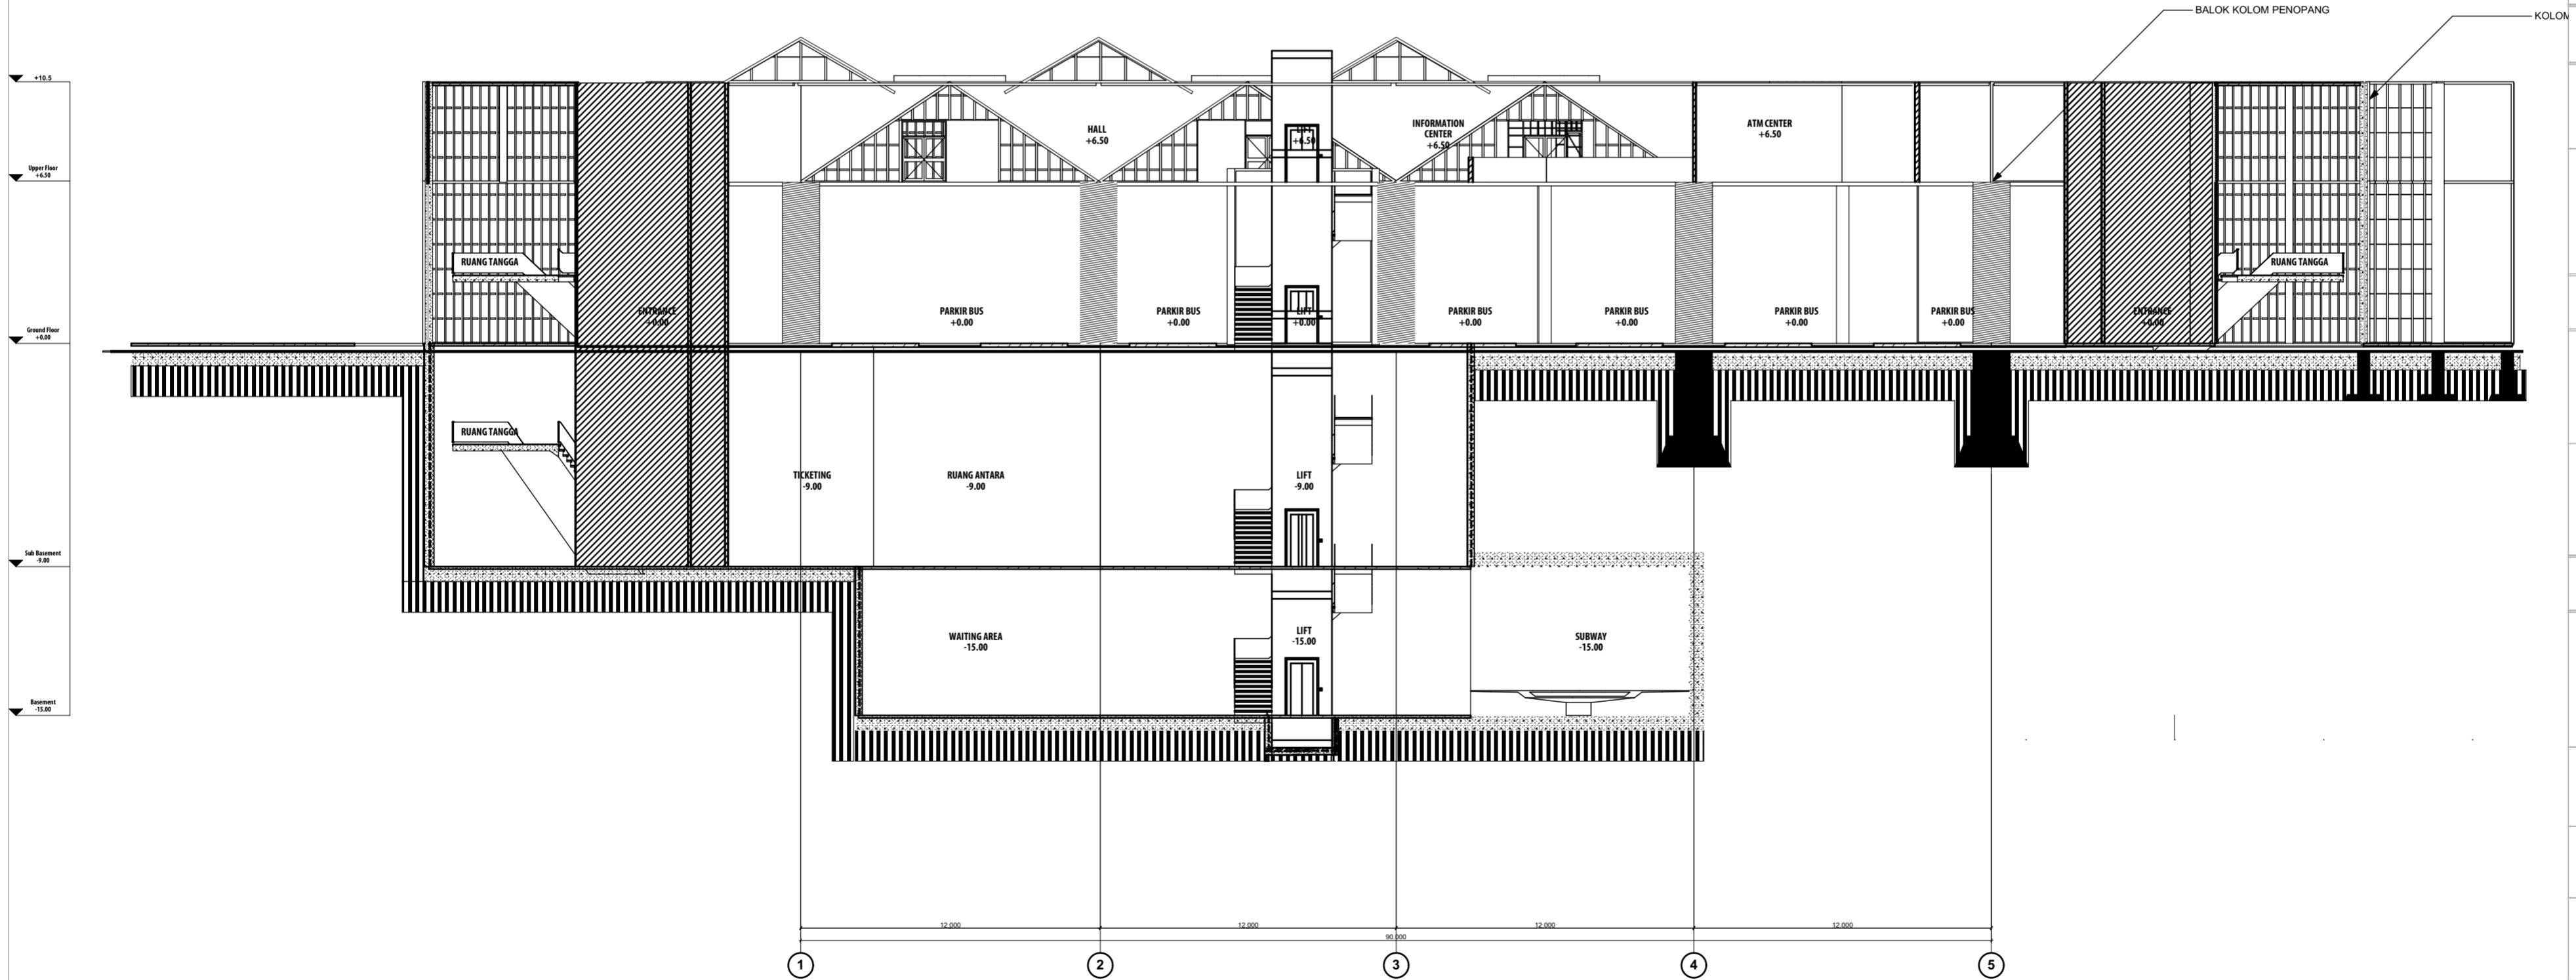 BALOK KOLOM PENOPANG
KOLOM
+10.5
HALL
+6.50
LIFT
+6.50
INFORMATION
CENTER
+6.50
ATM CENTER
+6.50
Upper Floor
+6.50
RUANG TANGGA
RUANG TANGGA
ENTRANCE
+0.00
PARKIR BUS
+0.00
PARKIR BUS
+0.00
LIFT
+0.00
PARKIR BUS
+0.00
PARKIR BUS
+0.00
PARKIR BUS
+0.00
PARKIR BUS
+0.00
ENTRANCE
+0.00
Ground Floor
+0.00
RUANG TANGGA
TICKETING
-9.00
RUANG ANTARA
-9.00
LIFT
-9.00
Sub Basement
-9.00
WAITING AREA
-15.00
LIFT
-15.00
SUBWAY
-15.00
Basement
-15.00
12.000
12.000
12.000
12.000
90.000
1
2
3
4
5